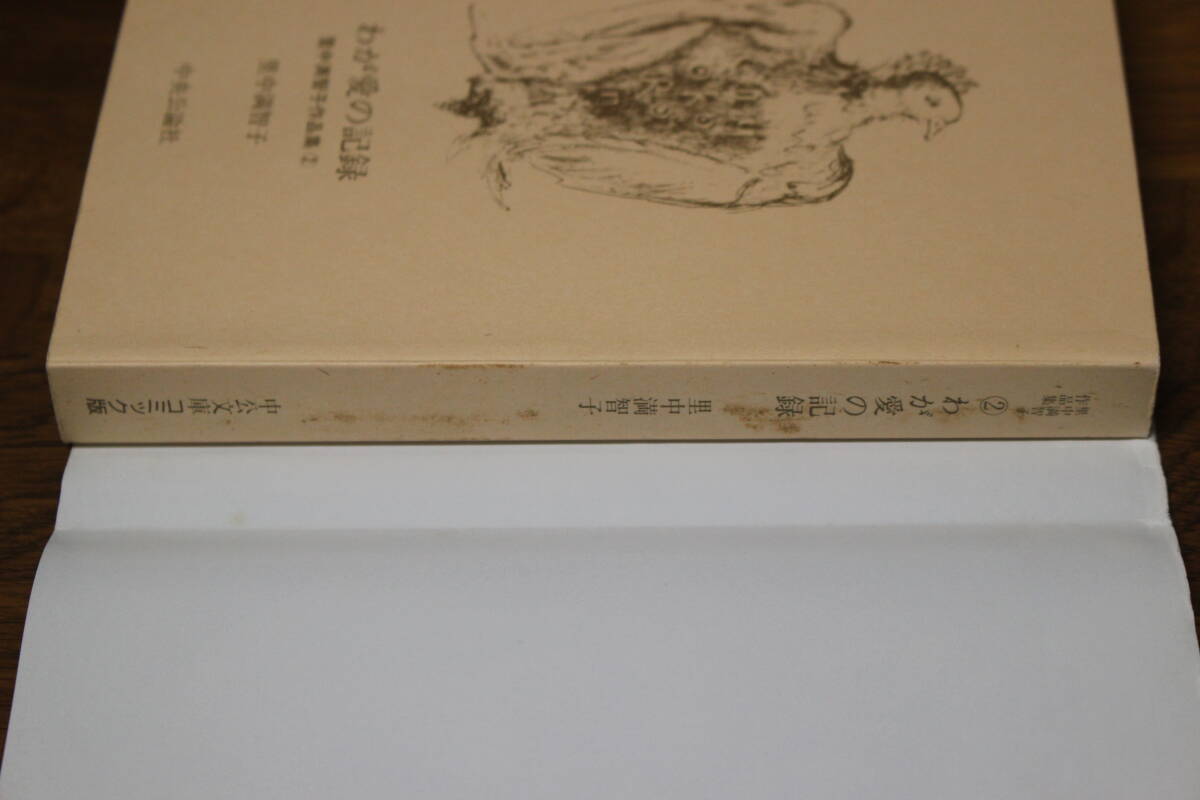 わが愛の記録
里中満智子作品集 2
里中満智子
中央公論社
里中満智子
作品集
② わが愛の記録
里中満智子
中公文庫コミック版